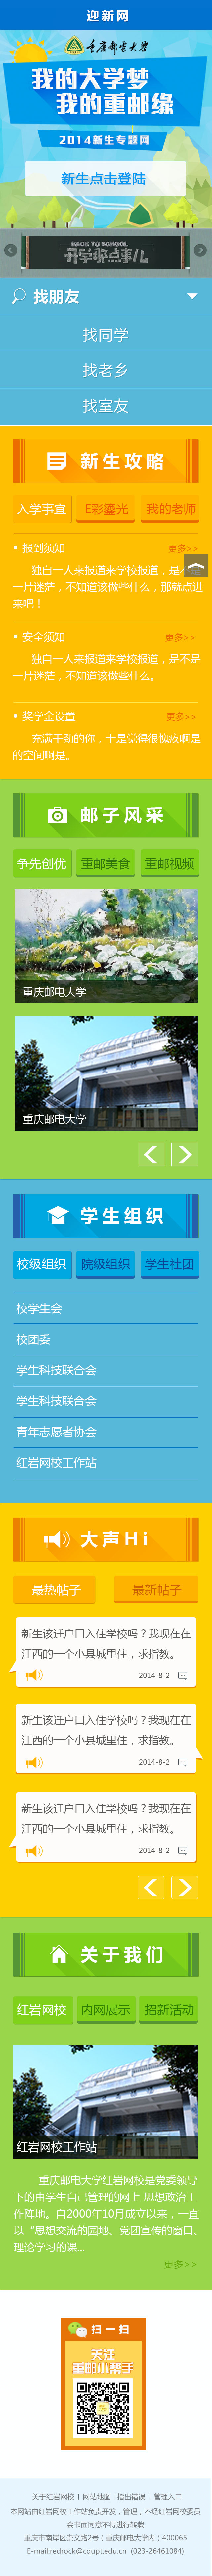 迎新网
重庆邮电大学
我的大学梦
我的重邮缘
2014新生专题网
新生点击登陆
BACK TO SCHOOL
开学那点事儿
找朋友
找同学
找老乡
找室友
新生攻略
入学事宜 E彩鎏光 我的老师
• 报到须知 更多>>
独自一人来报道来学校报道，是不是
一片迷茫，不知道该做些什么，那就点进
来吧！
• 安全须知 更多>>
独自一人来报道来学校报道，是不是
一片迷茫，不知道该做些什么。
• 奖学金设置 更多>>
充满干劲的你，十是觉得很愧疚啊是
的空间啊是。
邮子风采
争先创优 重邮美食 重邮视频
重庆邮电大学
重庆邮电大学
学生组织
校级组织 院级组织 学生社团
校学生会
校团委
学生科技联合会
学生科技联合会
青年志愿者协会
红岩网校工作站
大声Hi
最热帖子 最新帖子
新生该迁户口入住学校吗？我现在在
江西的一个小县城里住，求指教。
2014-8-2
新生该迁户口入住学校吗？我现在在
江西的一个小县城里住，求指教。
2014-8-2
新生该迁户口入住学校吗？我现在在
江西的一个小县城里住，求指教。
2014-8-2
关于我们
红岩网校 内网展示 招新活动
红岩网校工作站
重庆邮电大学红岩网校是党委领导
下的由学生自己管理的网上 思想政治工
作阵地。自2000年10月成立以来，一直
以“思想交流的园地、党团宣传的窗口、
理论学习的课...
更多>>
扫一扫
关注
重邮小帮手
关于红岩网校 | 网站地图 | 报出错误 | 管理入口
本网站由红岩网校工作站负责开发，管理，不经红岩网校委员
会书面同意不得进行转载
重庆市南岸区崇文路2号（重庆邮电大学内）400065
E-mail:redrock@cqupt.edu.cn (023-26461084)